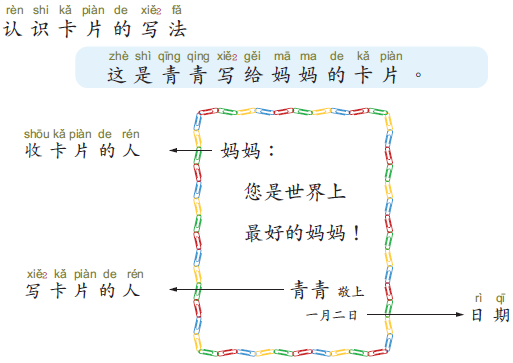 rèn shi kǎ piàn de xiě2 fǎ
认识卡片的写法
zhè shì qīng qing xiě2 gěi mā ma de kǎ piàn
这是青青写给妈妈的卡片。
shōu kǎ piàn de rén
收卡片的人
妈妈：
您是世界上
最好的妈妈！
xiě2 kǎ piàn de rén
写卡片的人
青青 敬上
一月二日
rì qī
日期